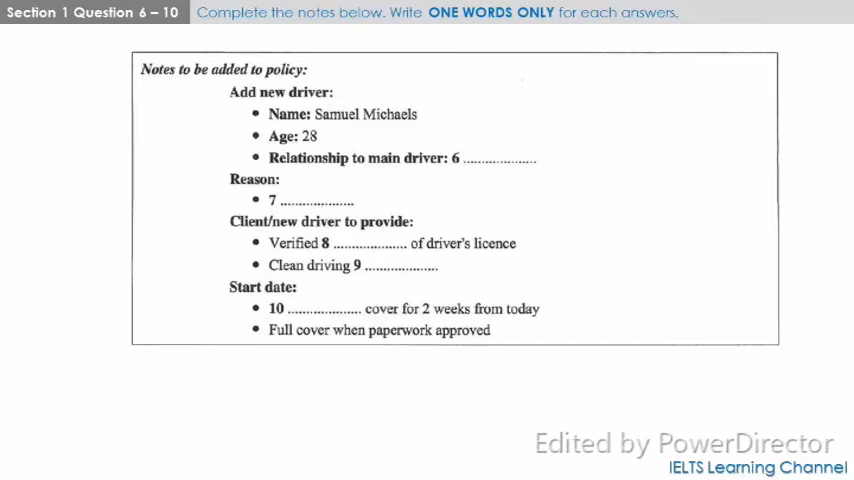 Section 1 Question 6 – 10 Complete the notes below. Write ONE WORDS ONLY for each answers.
Notes to be added to policy:
Add new driver:
• Name: Samuel Michaels
• Age: 28
• Relationship to main driver: 6 ....................
Reason:
• 7 ....................
Client/new driver to provide:
• Verified 8 .................... of driver's licence
• Clean driving 9 ....................
Start date:
• 10 .................... cover for 2 weeks from today
• Full cover when paperwork approved
Edited by PowerDirector
IELTS Learning Channel